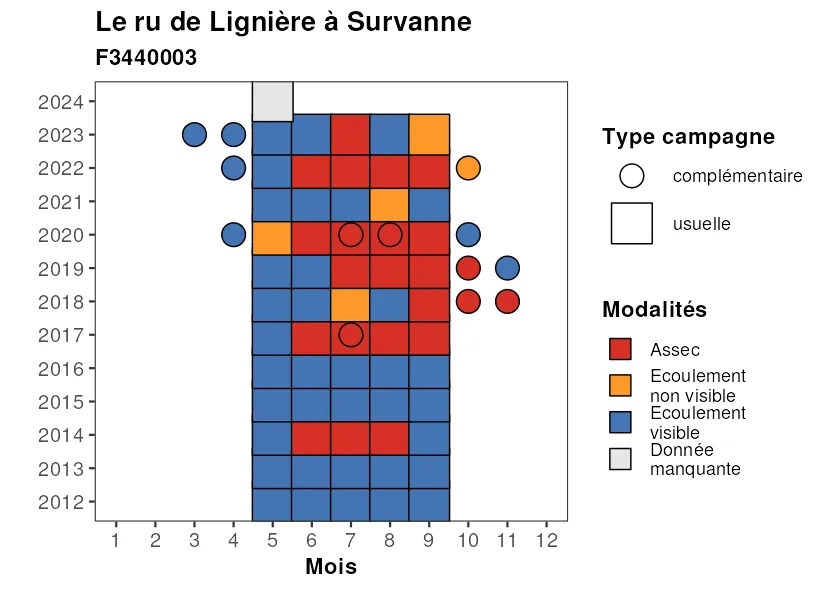 Le ru de Lignière à Survanne
F3440003
2024
2023
2022
2021
2020
2019
2018
2017
2016
2015
2014
2013
2012
1 2 3 4 5 6 7 8 9 10 11 12
Mois
Type campagne
complémentaire
usuelle
Modalités
Assec
Ecoulement
non visible
Ecoulement
visible
Donnée
manquante